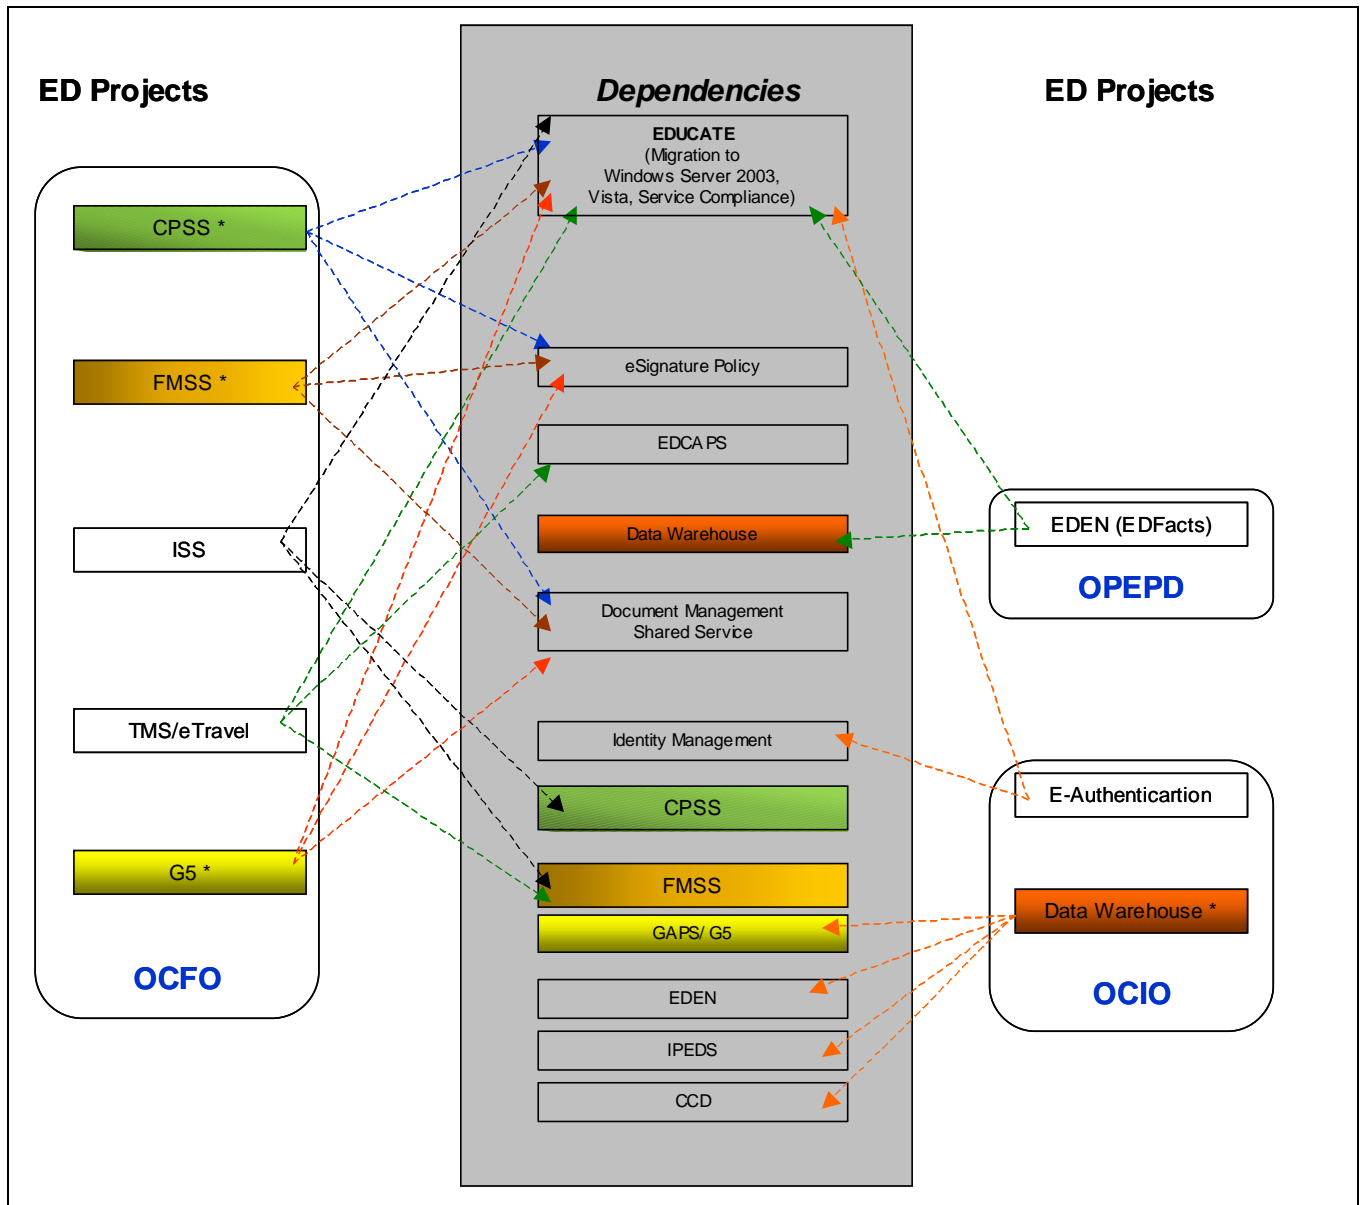 ED Projects
Dependencies
ED Projects
EDUCATE
(Migration to
Windows Server 2003,
Vista, Service Compliance)
CPSS *
FMSS *
ISS
TMS/eTravel
G5 *
OCFO
eSignature Policy
EDCAPS
Data Warehouse
Document Management
Shared Service
Identity Management
CPSS
FMSS
GAPS/ G5
EDEN
IPEDS
CCD
EDEN (EDFacts)
OPEPD
E-Authenticartion
Data Warehouse *
OCIO